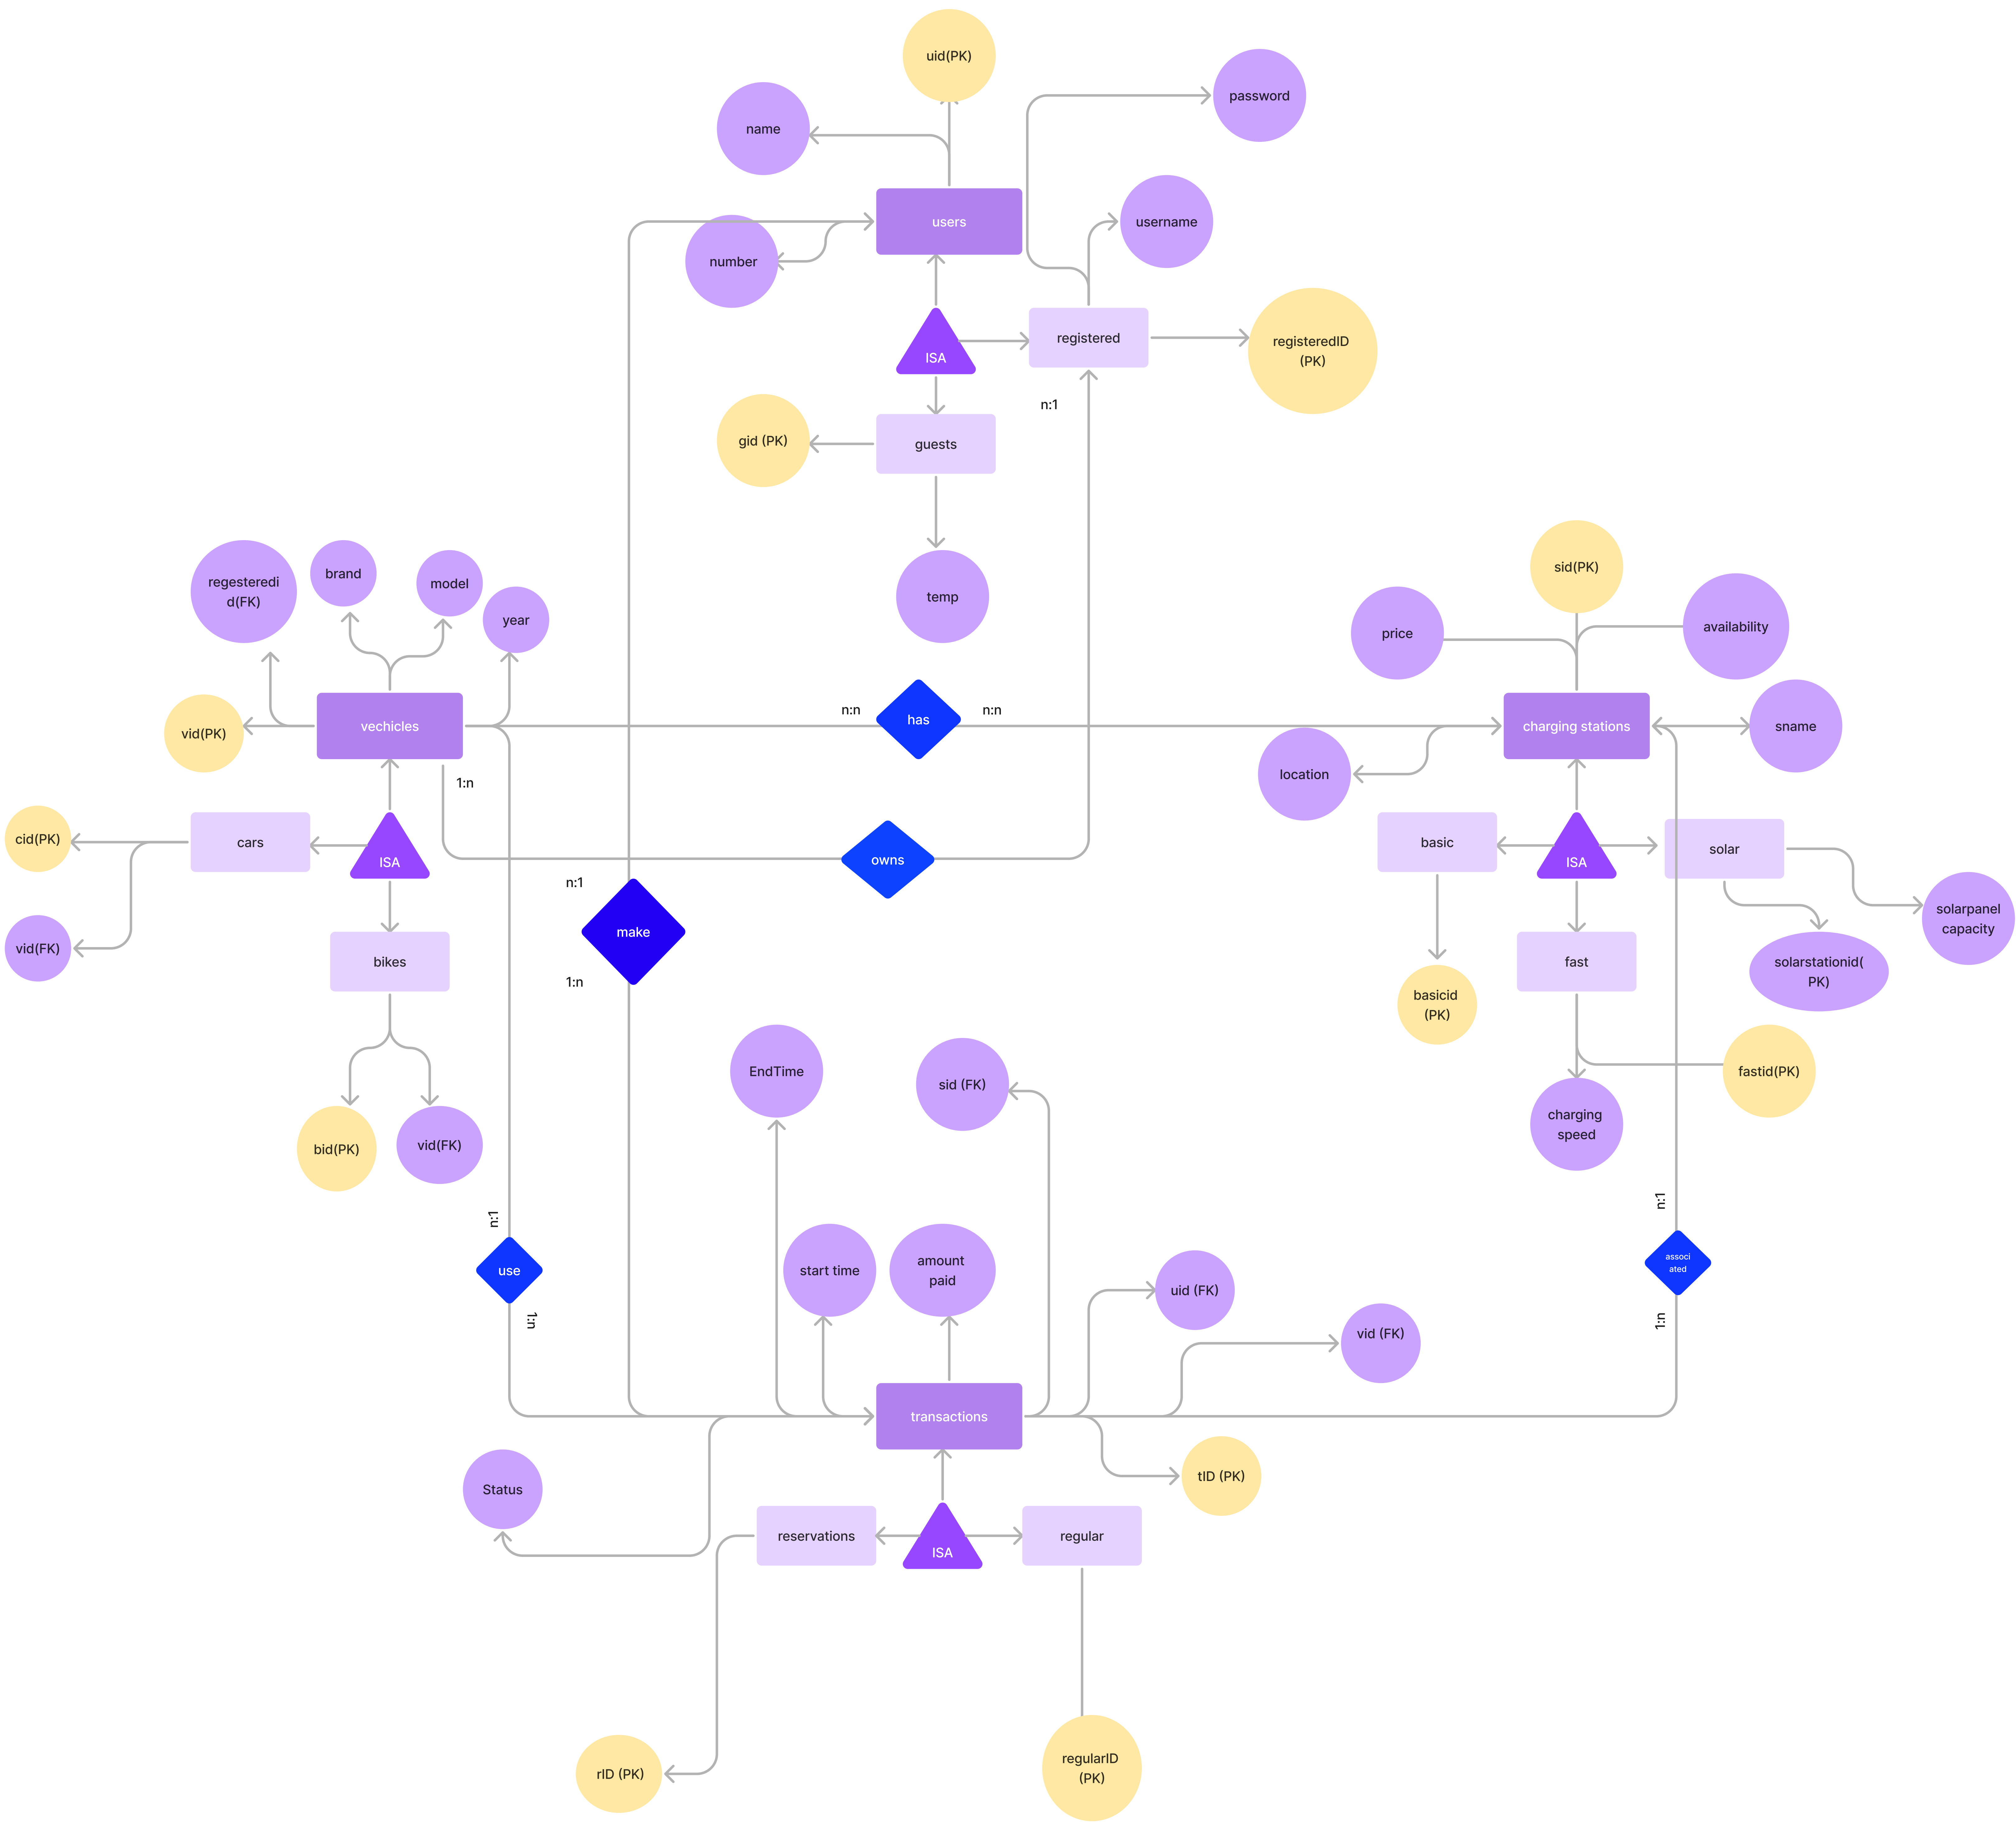 uid(PK)
password
name
username
users
number
registered
registeredID
(PK)
ISA
n:1
gid (PK)
guests
temp
sid(PK)
regesteredi
d(FK)
brand
model
year
price
availability
vid(PK)
vechicles
n:n
has
n:n
charging stations
sname
location
1:n
cid(PK)
cars
ISA
owns
basic
ISA
solar
n:1
make
1:n
vid(FK)
bikes
fast
solarpanel
capacity
solarstationid(
PK)
basicid
(PK)
EndTime
sid (FK)
fastid(PK)
charging
speed
bid(PK)
vid(FK)
n:1
n:1
use
start time
amount
paid
uid (FK)
associ
ated
1:n
1:n
vid (FK)
transactions
Status
tID (PK)
reservations
ISA
regular
rID (PK)
regularID
(PK)